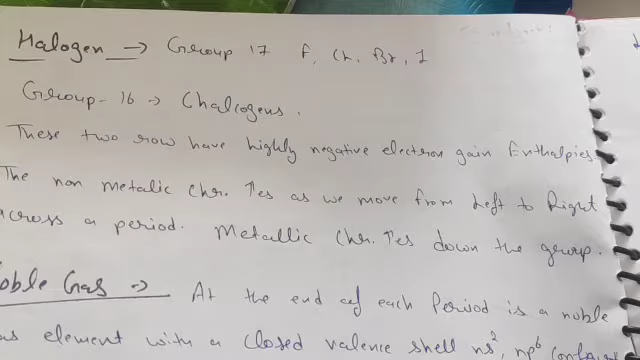 Halogen → Group 17 F, Cl, Br, I
Group-16 → Chalcogens.
These two row have highly negative electron gain Enthalpies
The non metalic Chr. ↑es as we move from Left to Right
across a period. Metallic Chr. ↑es down the group.
Noble Gas → At the end of each Period is a noble
gas element with a closed valence shell ns², np⁶